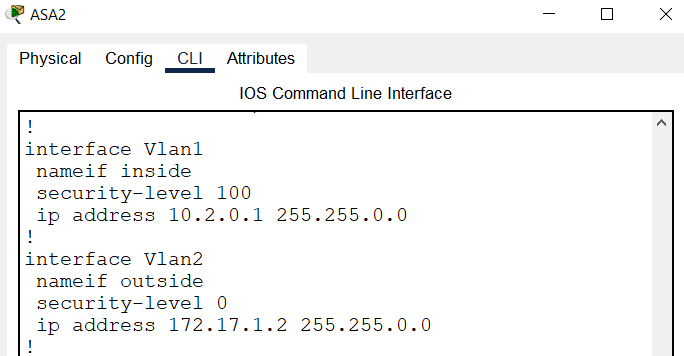 ASA2
Physical Config CLI Attributes
IOS Command Line Interface
!
interface Vlan1
 nameif inside
 security-level 100
 ip address 10.2.0.1 255.255.0.0
!
interface Vlan2
 nameif outside
 security-level 0
 ip address 172.17.1.2 255.255.0.0
!